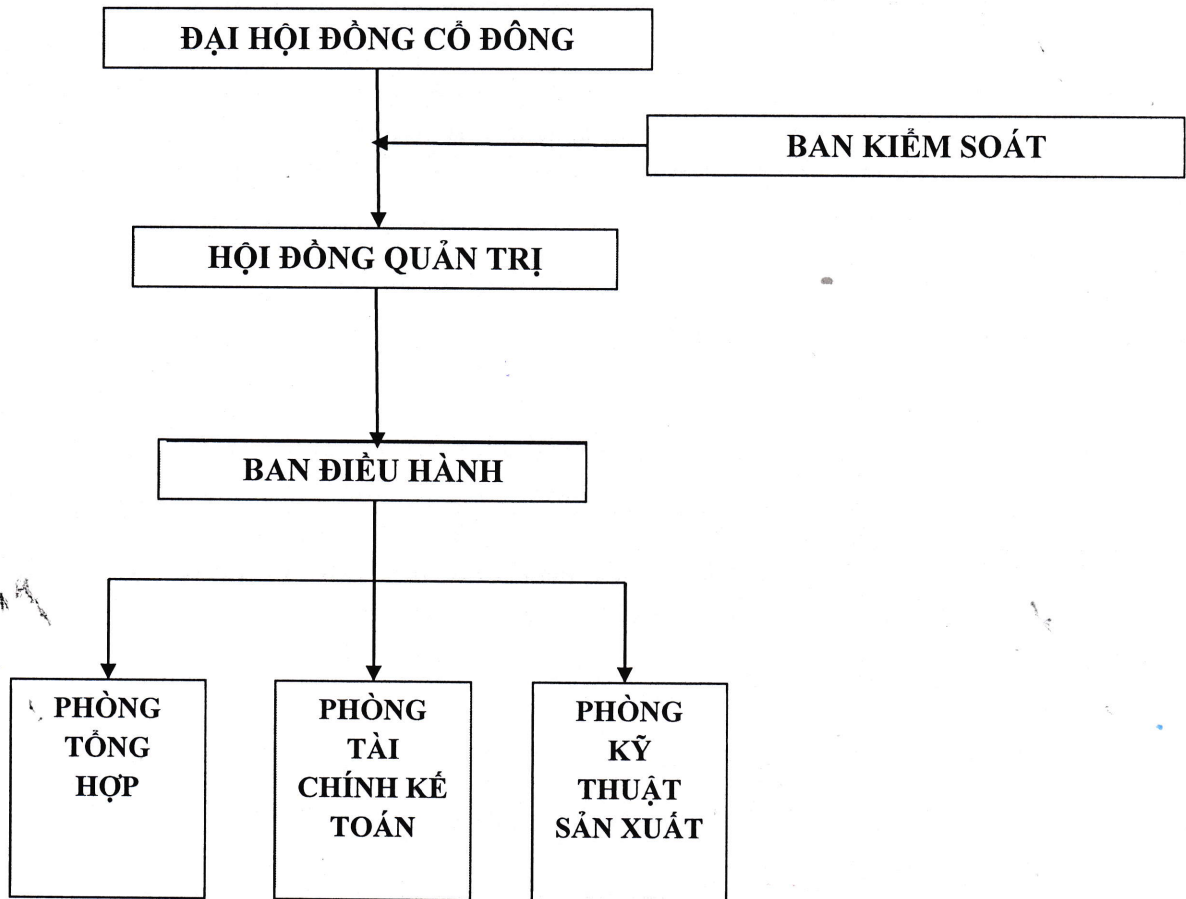 ĐẠI HỘI ĐỒNG CỔ ĐÔNG
BAN KIỂM SOÁT
HỘI ĐỒNG QUẢN TRỊ
BAN ĐIỀU HÀNH
PHÒNG
TỔNG
HỢP
PHÒNG
TÀI
CHÍNH KẾ
TOÁN
PHÒNG
KỸ
THUẬT
SẢN XUẤT